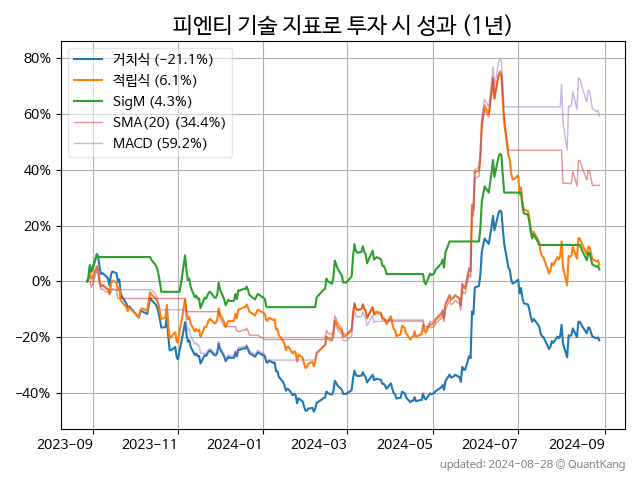 피엔티 기술 지표로 투자 시 성과 (1년)
거치식 (−21.1%)
적립식 (6.1%)
SigM (4.3%)
SMA(20) (34.4%)
MACD (59.2%)
80%
60%
40%
20%
0%
−20%
−40%
2023-09 2023-11 2024-01 2024-03 2024-05 2024-07 2024-09
updated: 2024-08-28 © QuantKang